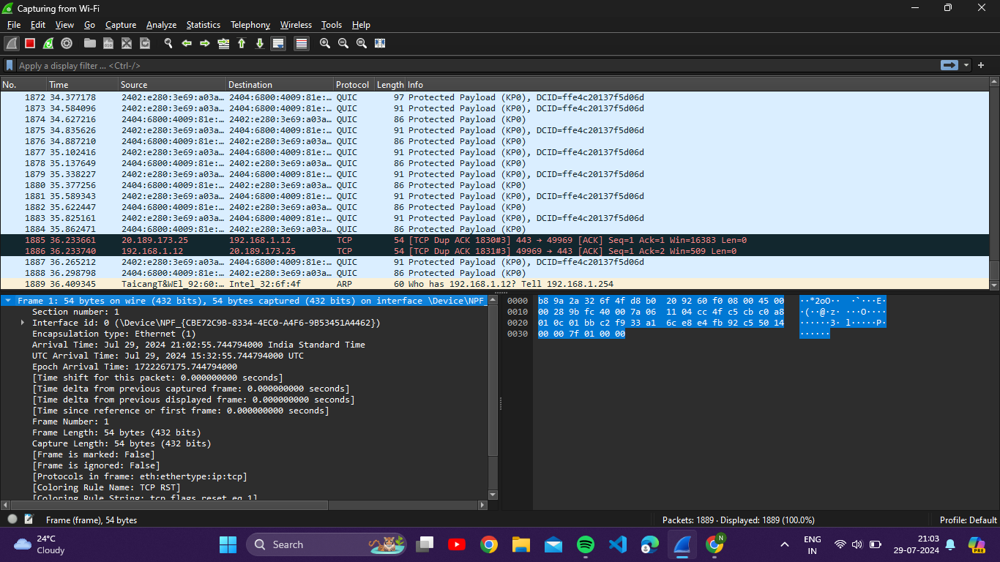 Capturing from Wi-Fi
File Edit View Go Capture Analyze Statistics Telephony Wireless Tools Help
Apply a display filter ... <Ctrl-/>
No. Time Source Destination Protocol Length Info
1872 34.377178 2402:e280:3e69:a03a… 2404:6800:4009:81e:… QUIC 97 Protected Payload (KP0), DCID=ffe4c20137f5d06d
1873 34.584096 2402:e280:3e69:a03a… 2404:6800:4009:81e:… QUIC 91 Protected Payload (KP0), DCID=ffe4c20137f5d06d
1874 34.627216 2404:6800:4009:81e:… 2402:e280:3e69:a03a… QUIC 86 Protected Payload (KP0)
1875 34.835626 2402:e280:3e69:a03a… 2404:6800:4009:81e:… QUIC 91 Protected Payload (KP0), DCID=ffe4c20137f5d06d
1876 34.887210 2404:6800:4009:81e:… 2402:e280:3e69:a03a… QUIC 86 Protected Payload (KP0)
1877 35.102416 2402:e280:3e69:a03a… 2404:6800:4009:81e:… QUIC 91 Protected Payload (KP0), DCID=ffe4c20137f5d06d
1878 35.137649 2404:6800:4009:81e:… 2402:e280:3e69:a03a… QUIC 86 Protected Payload (KP0)
1879 35.338227 2402:e280:3e69:a03a… 2404:6800:4009:81e:… QUIC 91 Protected Payload (KP0), DCID=ffe4c20137f5d06d
1880 35.377256 2404:6800:4009:81e:… 2402:e280:3e69:a03a… QUIC 86 Protected Payload (KP0)
1881 35.589343 2402:e280:3e69:a03a… 2404:6800:4009:81e:… QUIC 91 Protected Payload (KP0), DCID=ffe4c20137f5d06d
1882 35.622447 2404:6800:4009:81e:… 2402:e280:3e69:a03a… QUIC 86 Protected Payload (KP0)
1883 35.825161 2402:e280:3e69:a03a… 2404:6800:4009:81e:… QUIC 91 Protected Payload (KP0), DCID=ffe4c20137f5d06d
1884 35.862471 2404:6800:4009:81e:… 2402:e280:3e69:a03a… QUIC 86 Protected Payload (KP0)
1885 36.233661 20.189.173.25 192.168.1.12 TCP 54 [TCP Dup ACK 1830#3] 443 → 49969 [ACK] Seq=1 Ack=1 Win=16383 Len=0
1886 36.233740 192.168.1.12 20.189.173.25 TCP 54 [TCP Dup ACK 1831#3] 49969 → 443 [ACK] Seq=1 Ack=2 Win=509 Len=0
1887 36.265212 2402:e280:3e69:a03a… 2404:6800:4009:81e:… QUIC 91 Protected Payload (KP0), DCID=ffe4c20137f5d06d
1888 36.298798 2404:6800:4009:81e:… 2402:e280:3e69:a03a… QUIC 86 Protected Payload (KP0)
1889 36.409345 TaicangT&WEl_92:60:… Intel_32:6f:4f ARP 60 Who has 192.168.1.12? Tell 192.168.1.254
Frame 1: 54 bytes on wire (432 bits), 54 bytes captured (432 bits) on interface \Device\NPF_
Section number: 1
Interface id: 0 (\Device\NPF_{CBE72C9B-8334-4EC0-A4F6-9B53451A4462})
Encapsulation type: Ethernet (1)
Arrival Time: Jul 29, 2024 21:02:55.744794000 India Standard Time
UTC Arrival Time: Jul 29, 2024 15:32:55.744794000 UTC
Epoch Arrival Time: 1722267175.744794000
[Time shift for this packet: 0.000000000 seconds]
[Time delta from previous captured frame: 0.000000000 seconds]
[Time delta from previous displayed frame: 0.000000000 seconds]
[Time since reference or first frame: 0.000000000 seconds]
Frame Number: 1
Frame Length: 54 bytes (432 bits)
Capture Length: 54 bytes (432 bits)
[Frame is marked: False]
[Frame is ignored: False]
[Protocols in frame: eth:ethertype:ip:tcp]
[Coloring Rule Name: TCP RST]
[Coloring Rule String: tcp.flags.reset eq 1]
0000 b8 9a 2a 32 6f 4f d8 b0 20 92 60 f0 08 00 45 00 ··*2oO·· ·`···E·
0010 00 28 9b fc 40 00 7a 06 11 04 cc 4f c5 cb c0 a8 ·(··@·z· ···O····
0020 01 0c 01 bb c2 f9 33 a1 6c e8 e4 fb 92 c5 50 14 ······3· l·····P·
0030 00 00 7f 01 00 00 ······
Frame (frame), 54 bytes
Packets: 1889 · Displayed: 1889 (100.0%)
Profile: Default
24°C
Cloudy
Search
N
ENG
IN
21:03
29-07-2024
PRE